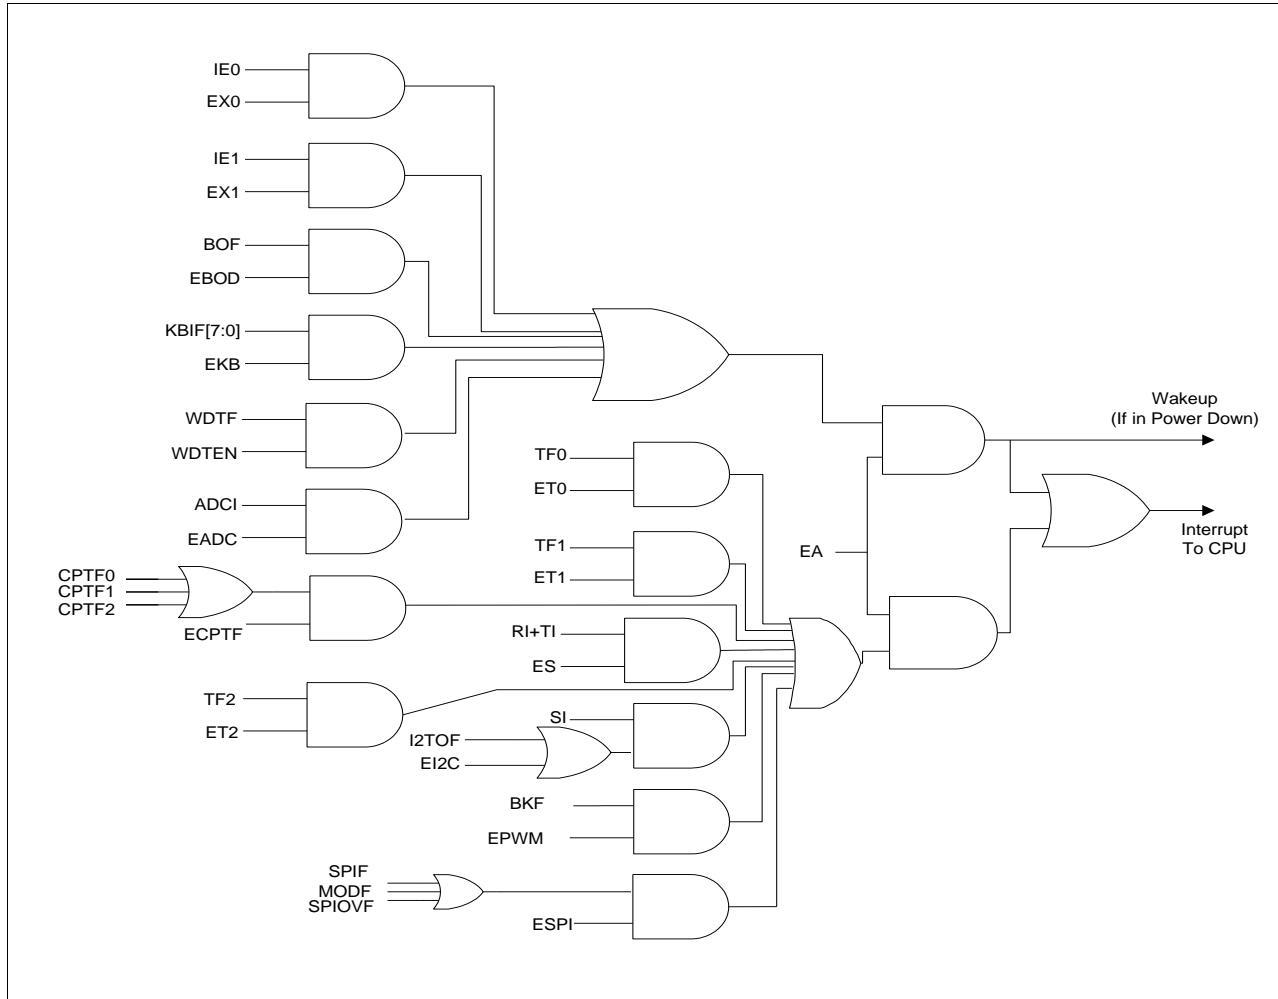 IE0
EX0
IE1
EX1
BOF
EBOD
KBIF[7:0]
EKB
WDTF
WDTEN
ADCI
EADC
CPTF0
CPTF1
CPTF2
ECPTF
TF2
ET2
TF0
ET0
TF1
ET1
RI+TI
ES
SI
I2TOF
EI2C
BKF
EPWM
SPIF
MODF
SPIOVF
ESPI
EA
Wakeup
(If in Power Down)
Interrupt
To CPU